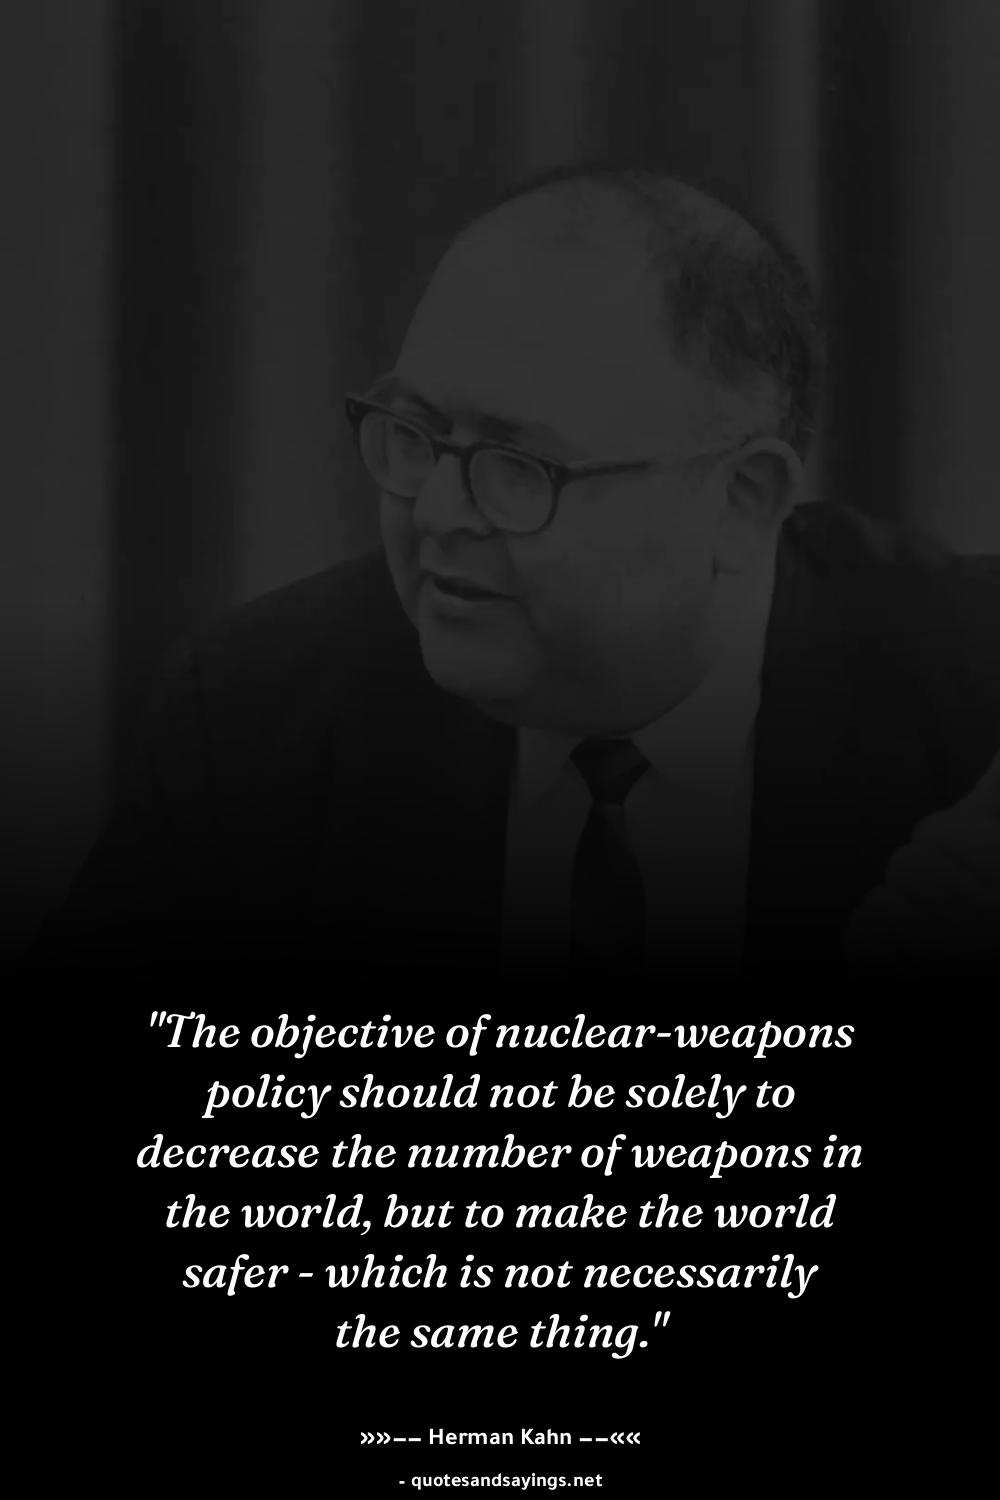 "The objective of nuclear-weapons
policy should not be solely to
decrease the number of weapons in
the world, but to make the world
safer - which is not necessarily
the same thing."
»»–– Herman Kahn ––««
- quotesandsayings.net